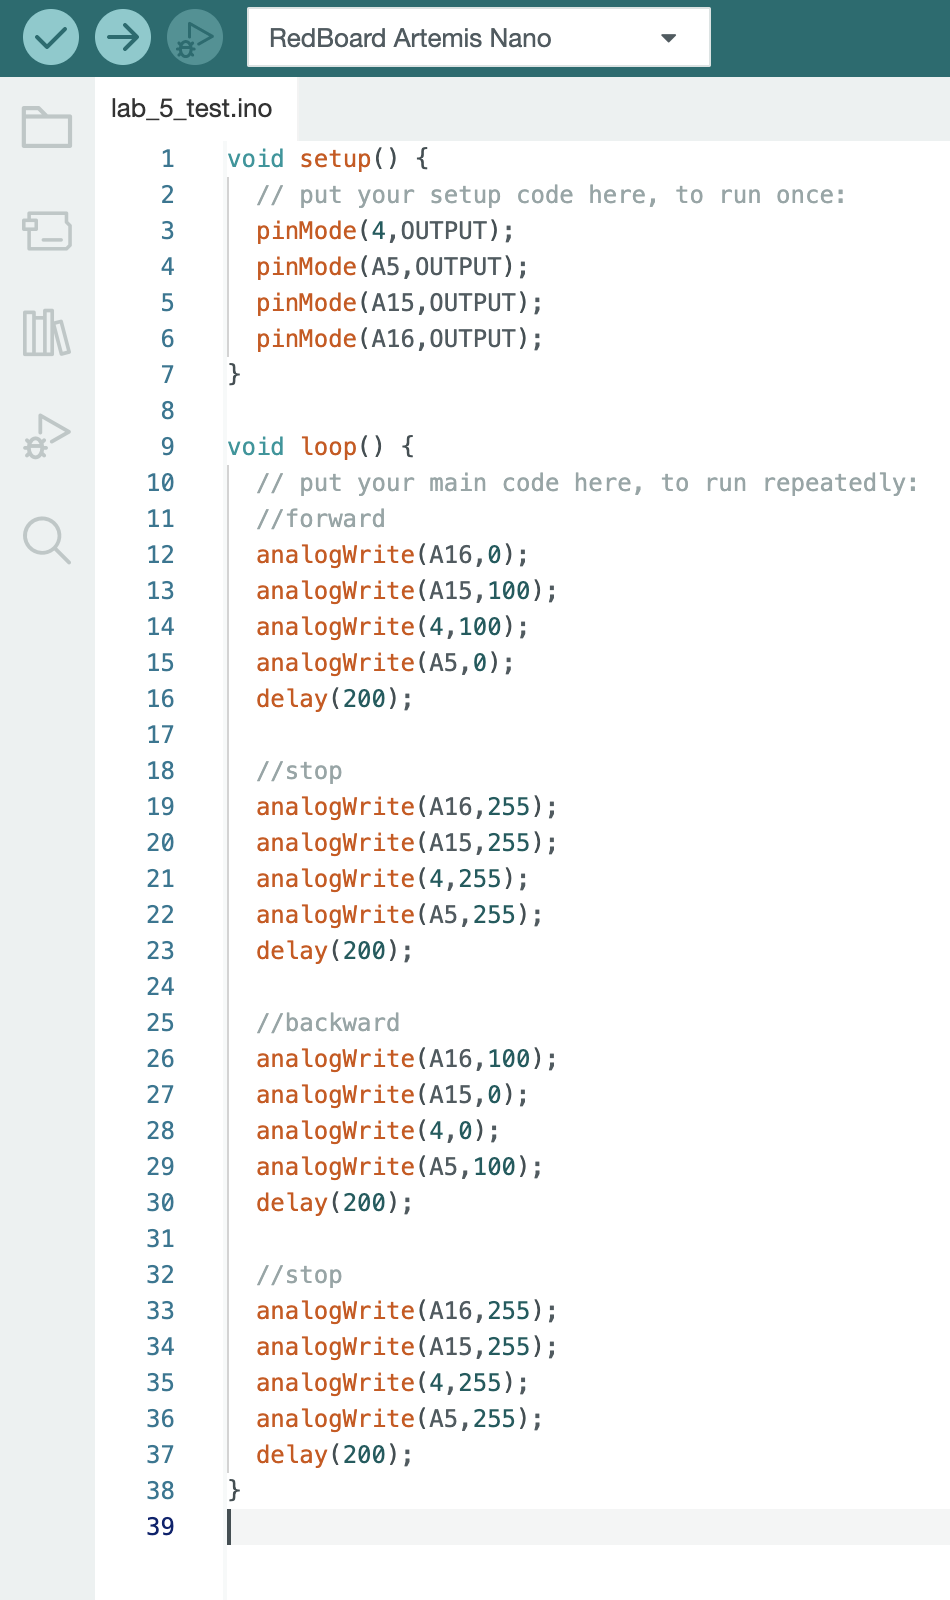 RedBoard Artemis Nano
lab_5_test.ino
1 void setup() {
2 // put your setup code here, to run once:
3 pinMode(4,OUTPUT);
4 pinMode(A5,OUTPUT);
5 pinMode(A15,OUTPUT);
6 pinMode(A16,OUTPUT);
7 }
8
9 void loop() {
10 // put your main code here, to run repeatedly:
11 //forward
12 analogWrite(A16,0);
13 analogWrite(A15,100);
14 analogWrite(4,100);
15 analogWrite(A5,0);
16 delay(200);
17
18 //stop
19 analogWrite(A16,255);
20 analogWrite(A15,255);
21 analogWrite(4,255);
22 analogWrite(A5,255);
23 delay(200);
24
25 //backward
26 analogWrite(A16,100);
27 analogWrite(A15,0);
28 analogWrite(4,0);
29 analogWrite(A5,100);
30 delay(200);
31
32 //stop
33 analogWrite(A16,255);
34 analogWrite(A15,255);
35 analogWrite(4,255);
36 analogWrite(A5,255);
37 delay(200);
38 }
39